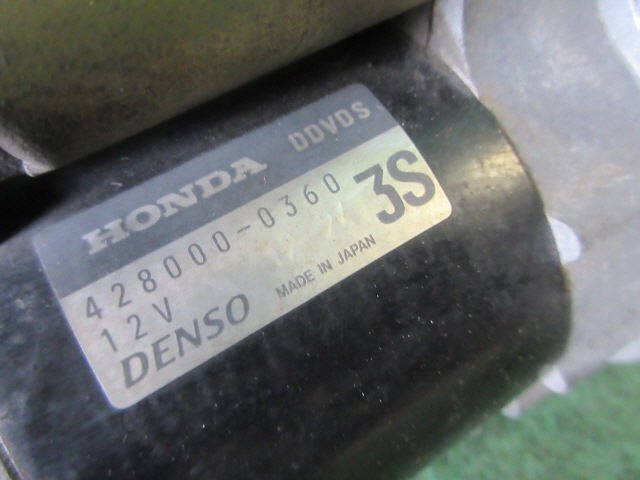 HONDA DDVDS
428000-0360 3S
12V
DENSO MADE IN JAPAN